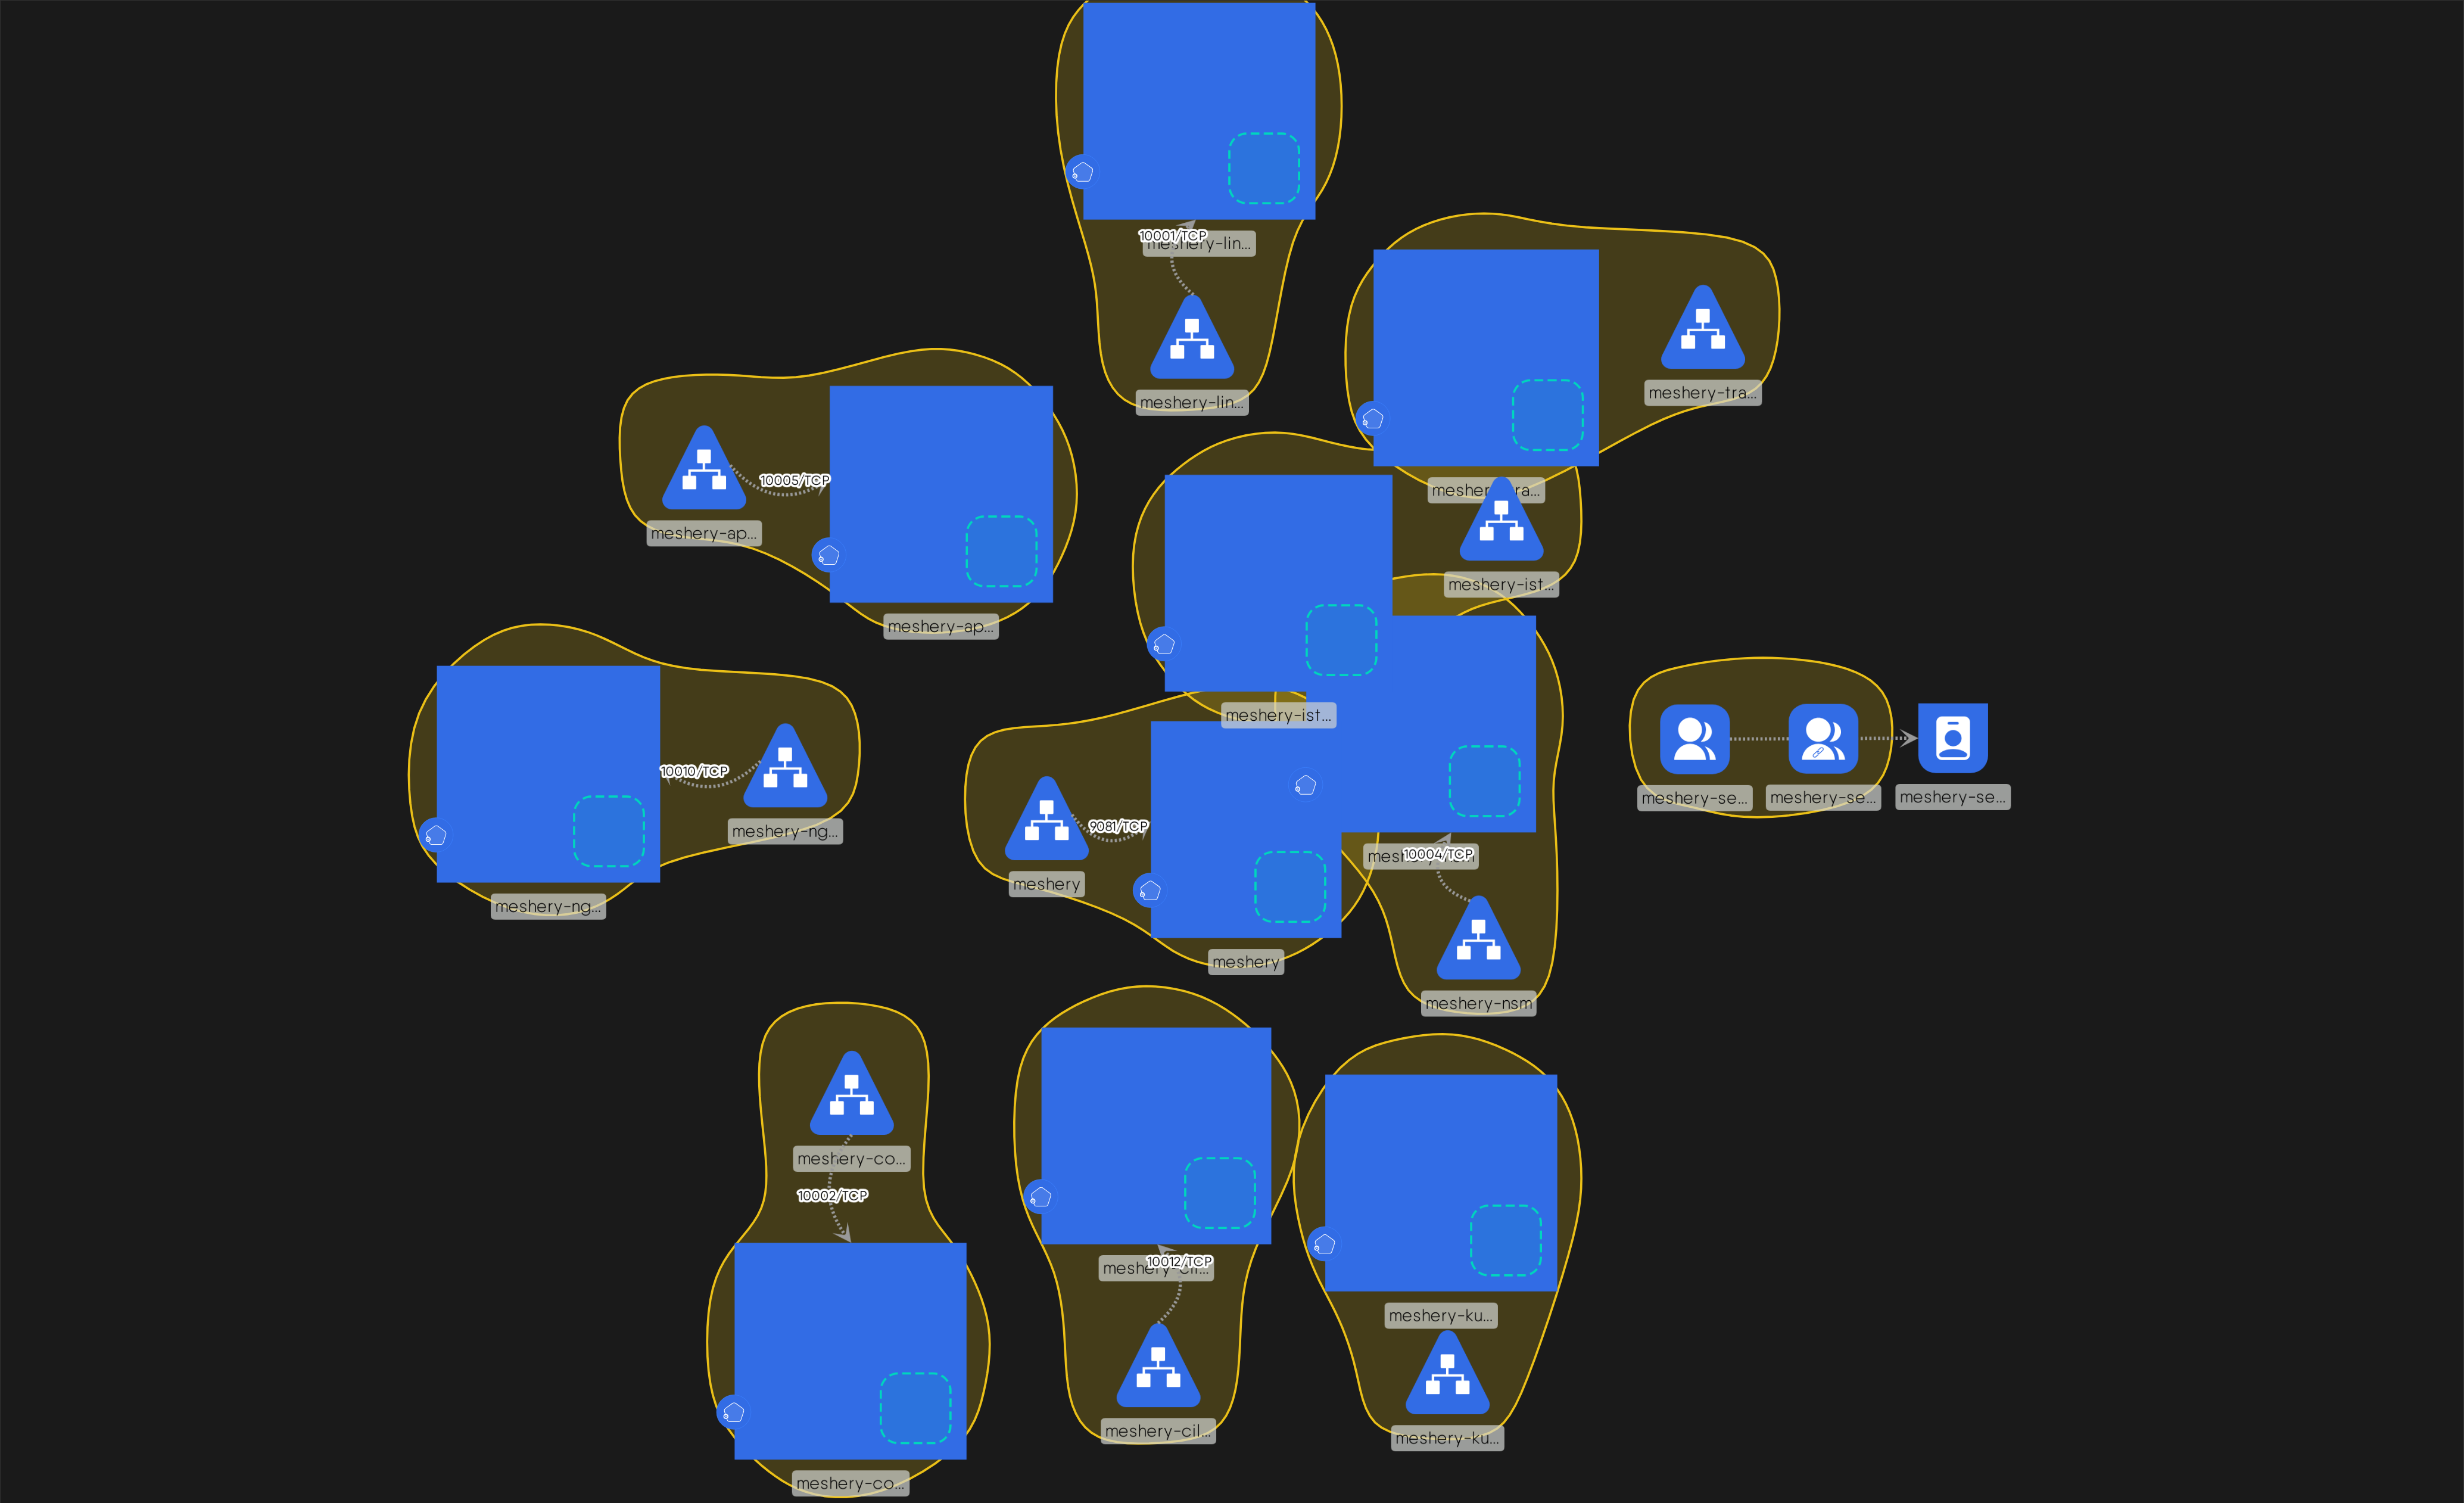 10001/TCP
meshery-lin...
meshery-lin...
meshery-tra...
10005/TCP
meshery-ap...
meshery-ap...
meshery-ist...
meshery-ist...
10010/TCP
meshery-ng...
meshery-ng...
9081/TCP
meshery
meshery
10004/TCP
meshery-nsm
meshery-se...
meshery-se...
meshery-se...
meshery-co...
10002/TCP
meshery-co...
10012/TCP
meshery-cil...
meshery-ku...
meshery-ku...